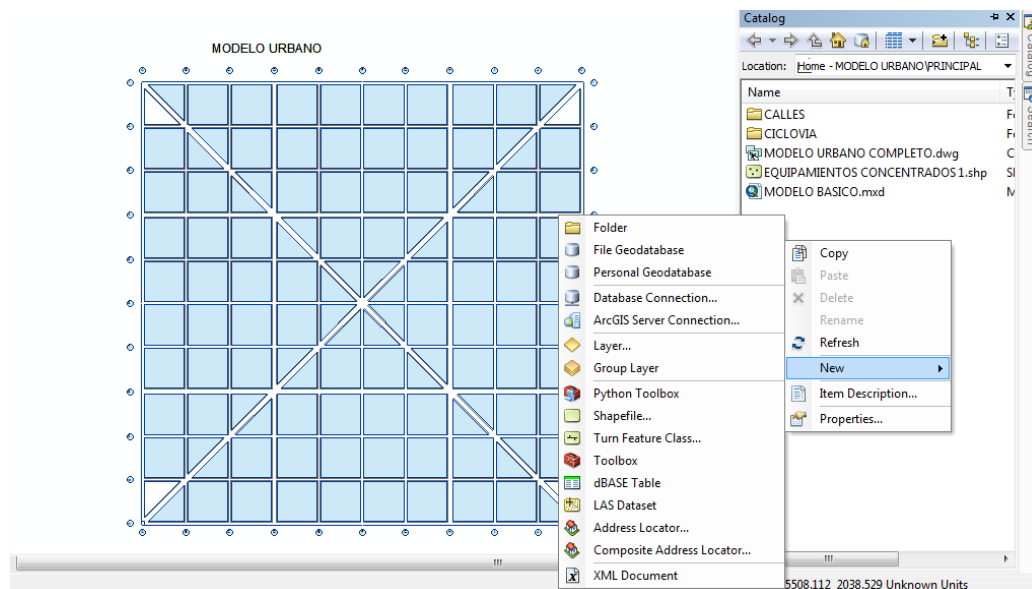 MODELO URBANO
Catalog
Location: Home - MODELO URBANO\PRINCIPAL
Name
CALLES
CICLOVIA
MODELO URBANO COMPLETO.dwg
EQUIPAMIENTOS CONCENTRADOS 1.shp
MODELO BASICO.mxd
Catalog
Search
Folder
File Geodatabase
Personal Geodatabase
Database Connection...
ArcGIS Server Connection...
Layer...
Group Layer
Python Toolbox
Shapefile...
Turn Feature Class...
Toolbox
dBASE Table
LAS Dataset
Address Locator...
Composite Address Locator...
XML Document
Copy
Paste
Delete
Rename
Refresh
New
Item Description...
Properties...
5508.112 2038.529 Unknown Units